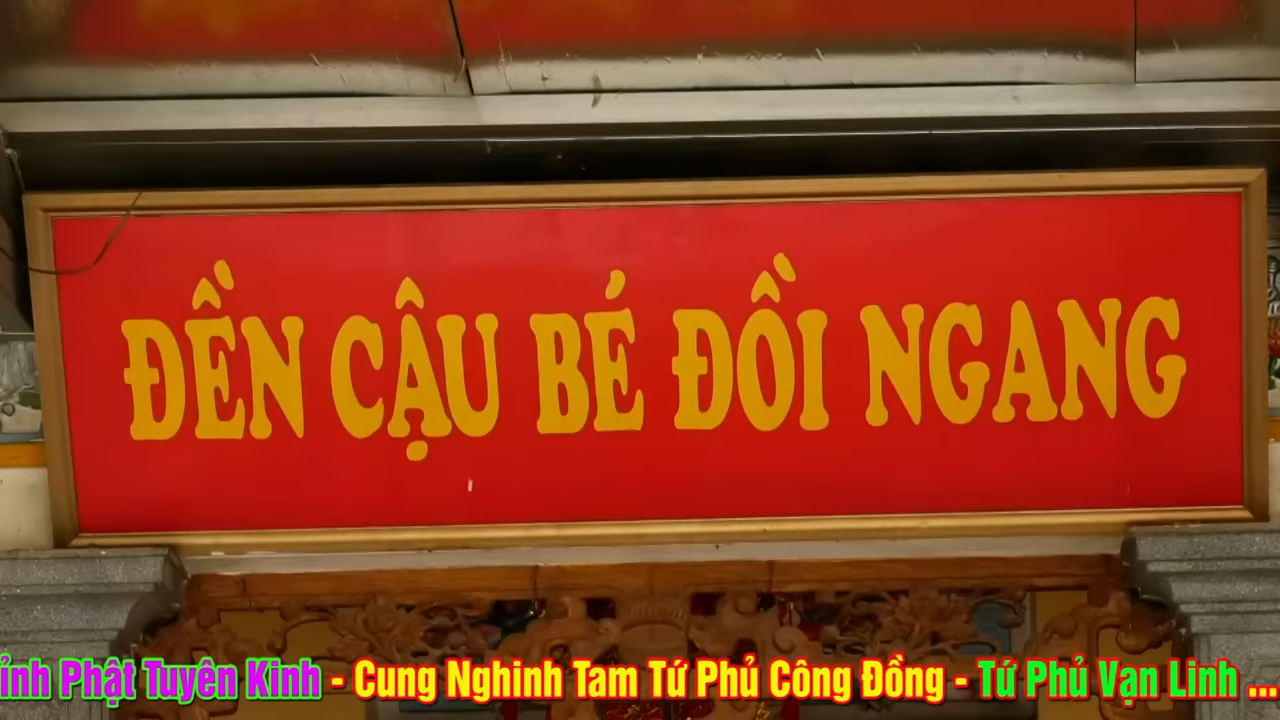 ĐỀN CẬU BÉ ĐỒI NGANG
Phật Tuyên Kinh - Cung Nghinh Tam Tứ Phủ Công Đồng - Tứ Phủ Vạn Linh ...